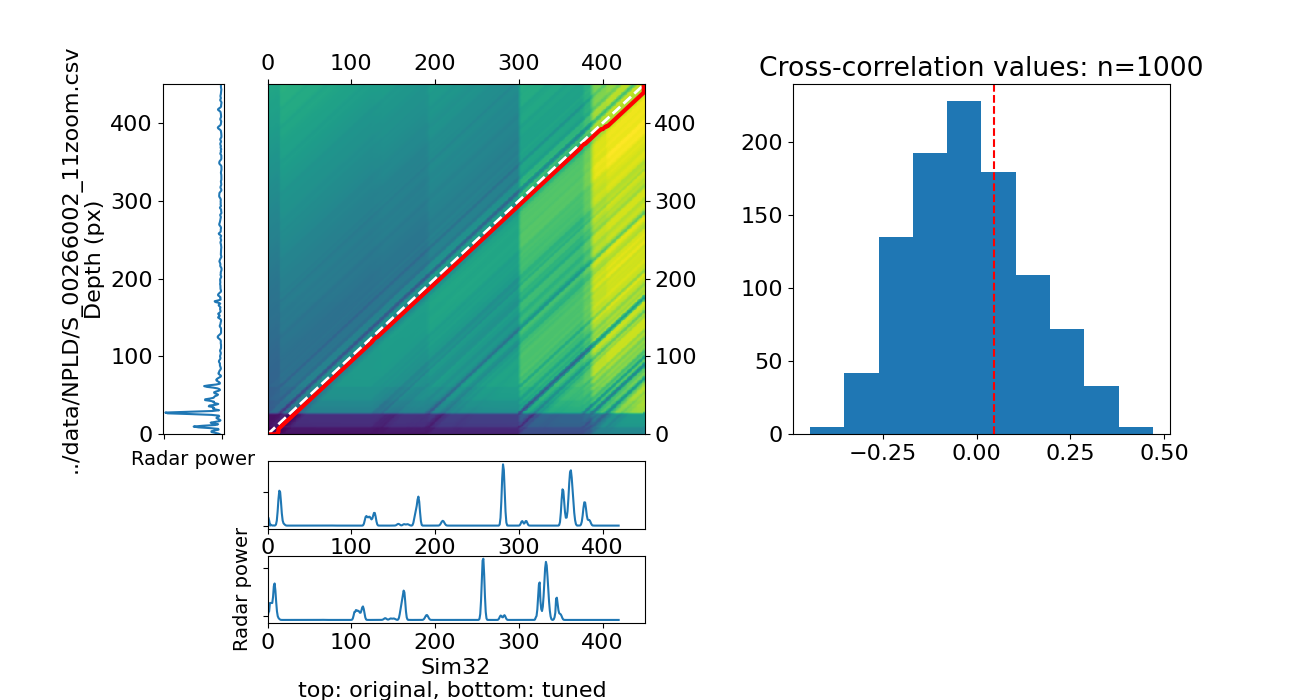 0 100 200 300 400
Cross-correlation values: n=1000
../data/NPLD/S_00266002_11zoom.csv
Depth (px)
400
300
200
100
0
400
300
200
100
0
200
150
100
50
0
−0.25 0.00 0.25 0.50
Radar power
0 100 200 300 400
Radar power
0 100 200 300 400
Sim32
top: original, bottom: tuned